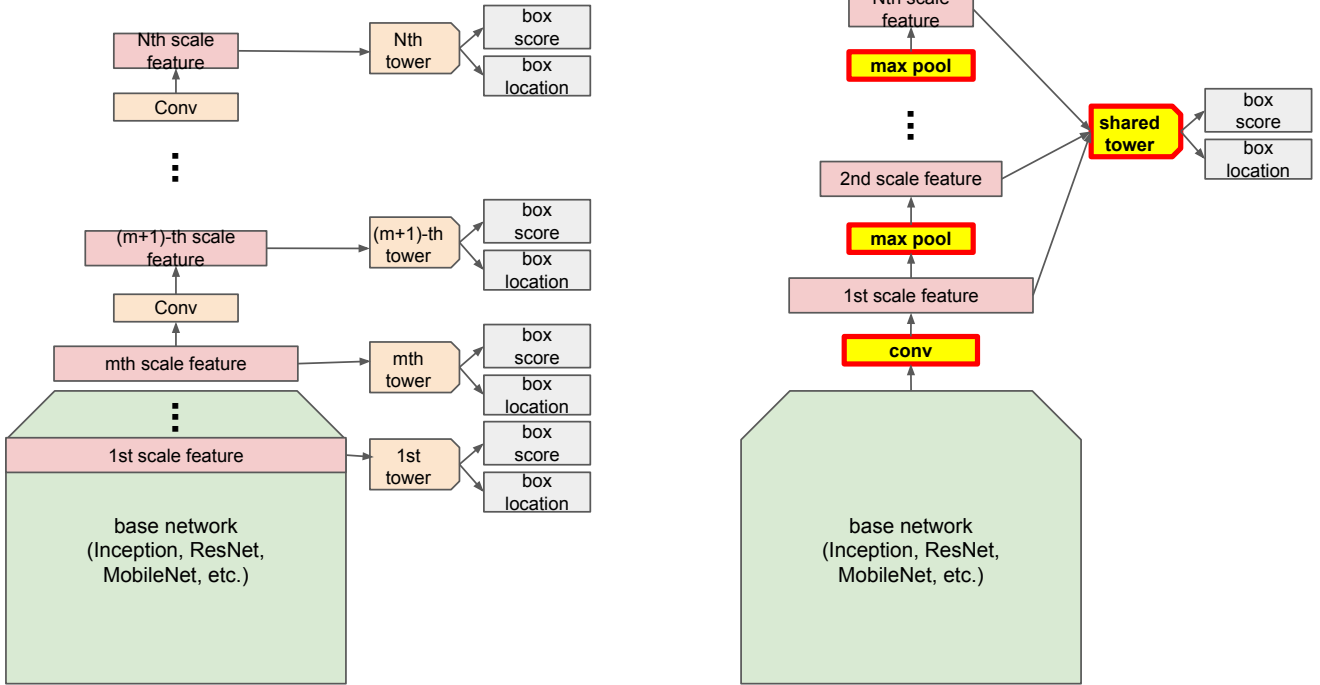 Nth scale
feature
Conv
Nth
tower
box
score
box
location
(m+1)-th scale
feature
Conv
(m+1)-th
tower
box
score
box
location
mth scale feature
mth
tower
box
score
box
location
1st scale feature
1st
tower
box
score
box
location
base network
(Inception, ResNet,
MobileNet, etc.)
Nth scale
feature
max pool
2nd scale feature
max pool
1st scale feature
conv
shared
tower
box
score
box
location
base network
(Inception, ResNet,
MobileNet, etc.)